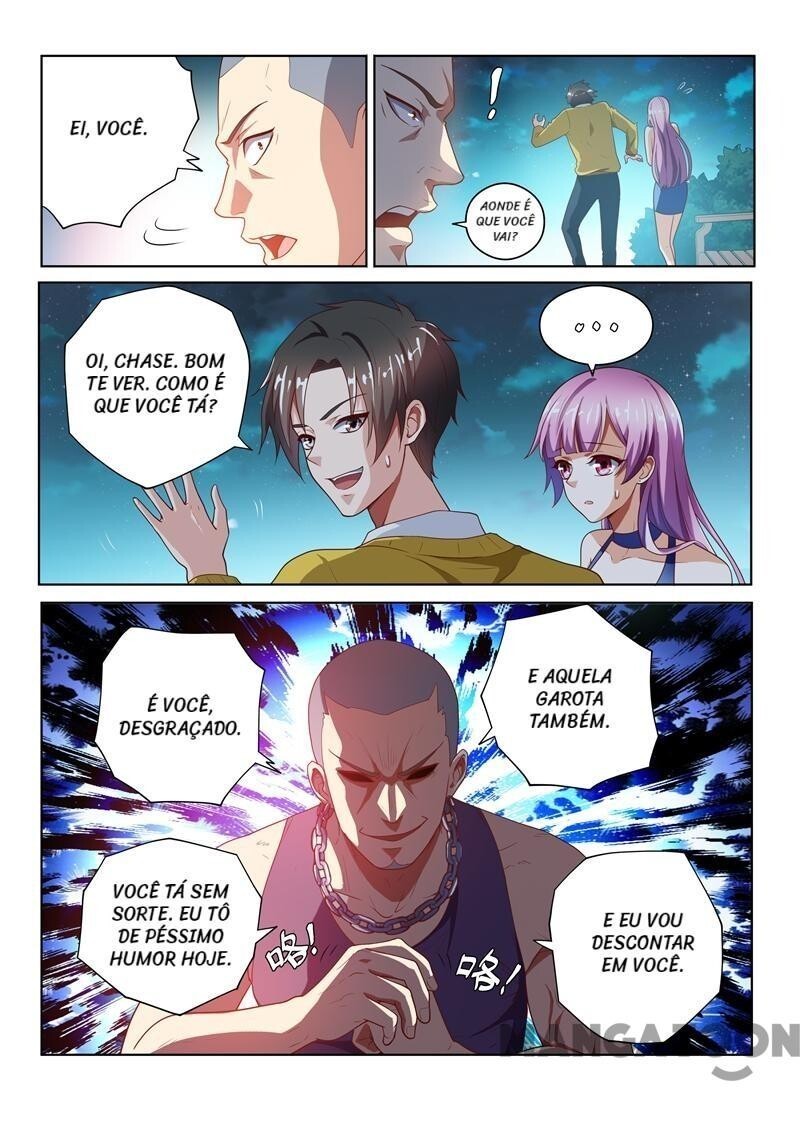 EI, VOCÊ.
!
AONDE É
QUE VOCÊ
VAI?
OI, CHASE. BOM
TE VER. COMO É
QUE VOCÊ TÁ?
É VOCÊ,
DESGRAÇADO.
E AQUELA
GAROTA
TAMBÉM.
VOCÊ TÁ SEM
SORTE. EU TÔ
DE PÉSSIMO
HUMOR HOJE.
咯!
咯!
E EU VOU
DESCONTAR
EM VOCÊ.
MANGATOON